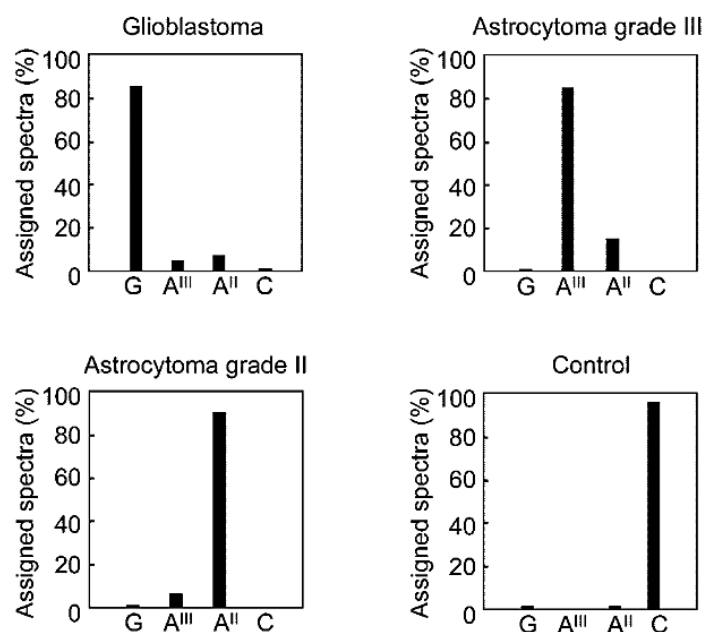 Glioblastoma
Assigned spectra (%)
100
80
60
40
20
0
G Aᴵᴵᴵ Aᴵᴵ C
Astrocytoma grade III
Assigned spectra (%)
100
80
60
40
20
0
G Aᴵᴵᴵ Aᴵᴵ C
Astrocytoma grade II
Assigned spectra (%)
100
80
60
40
20
0
G Aᴵᴵᴵ Aᴵᴵ C
Control
Assigned spectra (%)
100
80
60
40
20
0
G Aᴵᴵᴵ Aᴵᴵ C